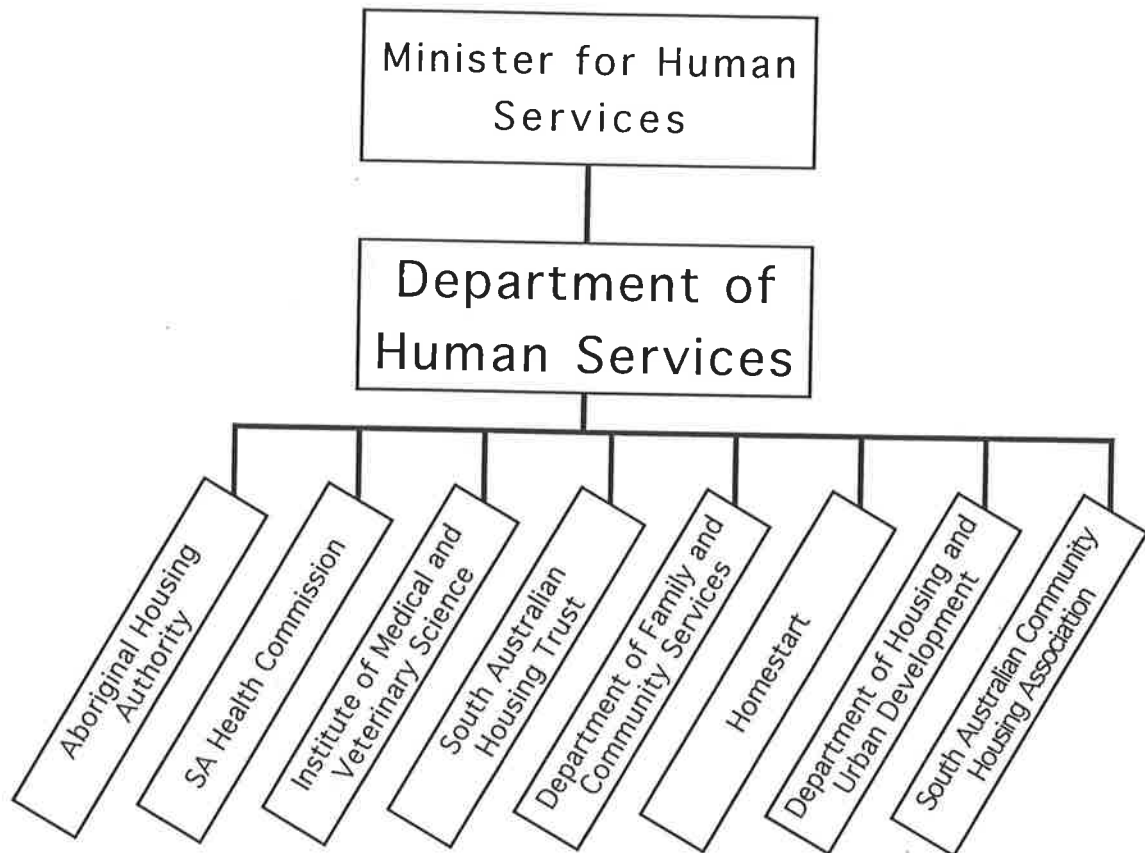 Minister for Human
Services
Department of
Human Services
Aboriginal Housing
Authority
SA Health Commission
Institute of Medical and
Veterinary Science
South Australian
Housing Trust
Department of Family and
Community Services
Homestart
Department of Housing and
Urban Development
South Australian Community
Housing Association